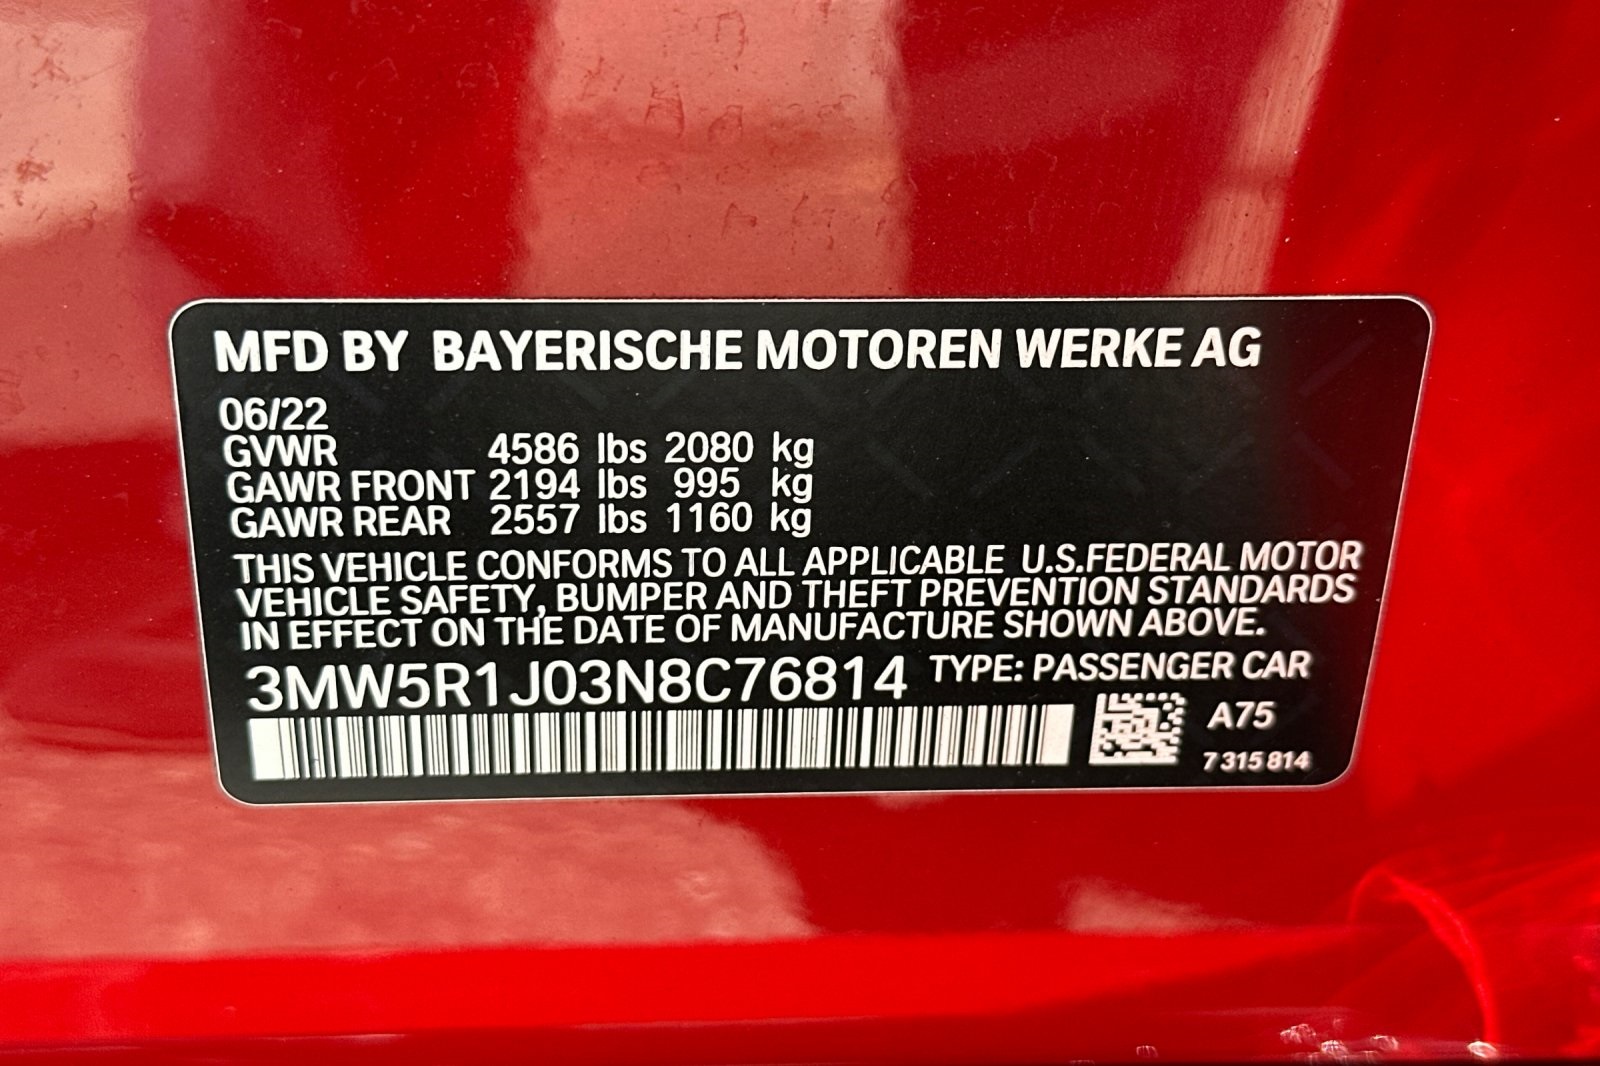 MFD BY BAYERISCHE MOTOREN WERKE AG
06/22
GVWR 4586 lbs 2080 kg
GAWR FRONT 2194 lbs 995 kg
GAWR REAR 2557 lbs 1160 kg
THIS VEHICLE CONFORMS TO ALL APPLICABLE U.S.FEDERAL MOTOR
VEHICLE SAFETY, BUMPER AND THEFT PREVENTION STANDARDS
IN EFFECT ON THE DATE OF MANUFACTURE SHOWN ABOVE.
3MW5R1J03N8C76814 TYPE: PASSENGER CAR
A75
7 315 814